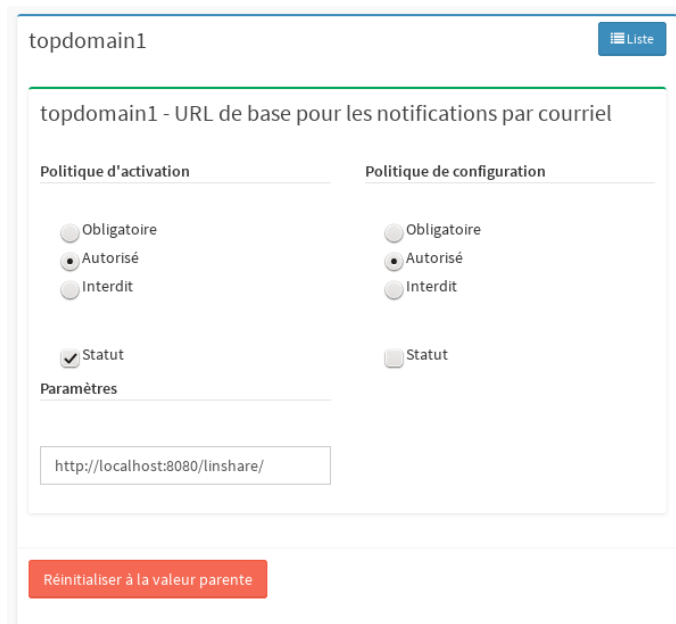 topdomain1
Liste
topdomain1 - URL de base pour les notifications par courriel
Politique d'activation
Politique de configuration
Obligatoire
Obligatoire
Autorisé
Autorisé
Interdit
Interdit
Statut
Statut
Paramètres
http://localhost:8080/linshare/
Réinitialiser à la valeur parente